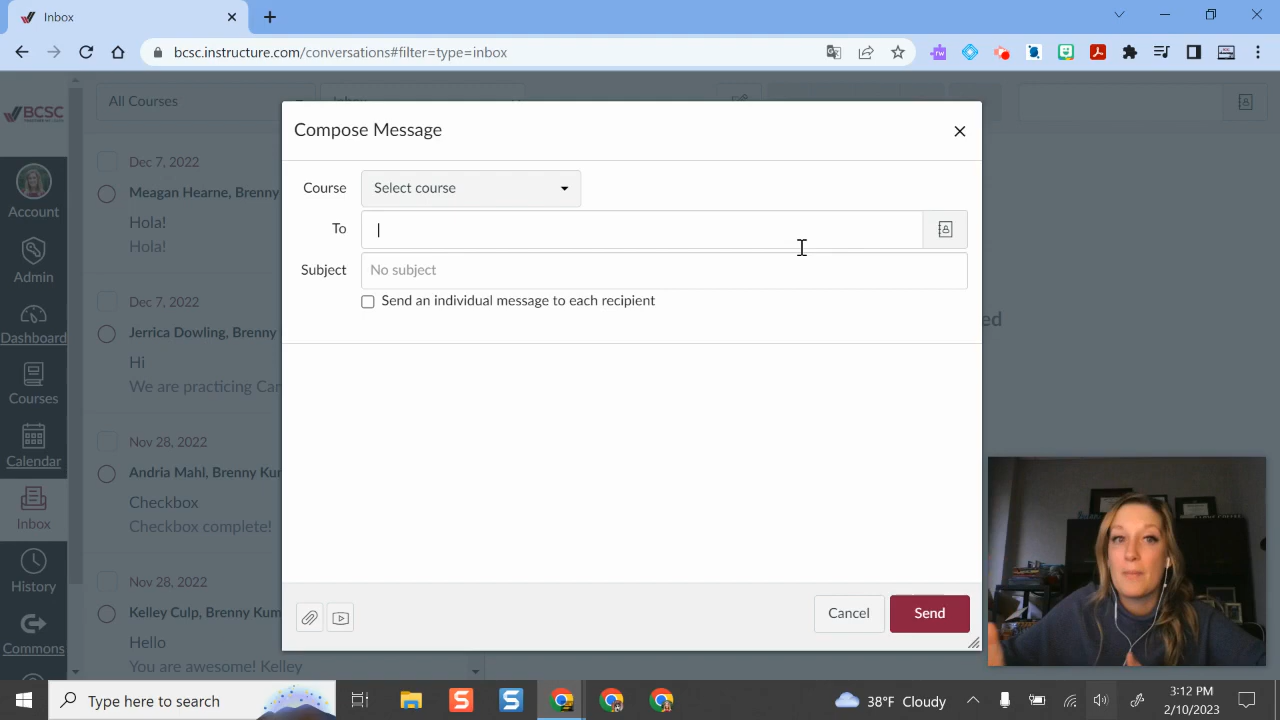 Inbox
bcsc.instructure.com/conversations#filter=type=inbox
BCSC
Account
Admin
Dashboard
Courses
Calendar
Inbox
History
Commons
All Courses
Inbox
Dec 7, 2022
Meagan Hearne, Brenny
Hola!
Hola!
Dec 7, 2022
Jerrica Dowling, Brenny
Hi
We are practicing Car
Nov 28, 2022
Andria Mahl, Brenny Kur
Checkbox
Checkbox complete!
Nov 28, 2022
Kelley Culp, Brenny Kum
Hello
You are awesome! Kelley
Compose Message
Course
Select course
To
Subject
No subject
Send an individual message to each recipient
Cancel
Send
ed
Type here to search
38°F Cloudy
3:12 PM
2/10/2023